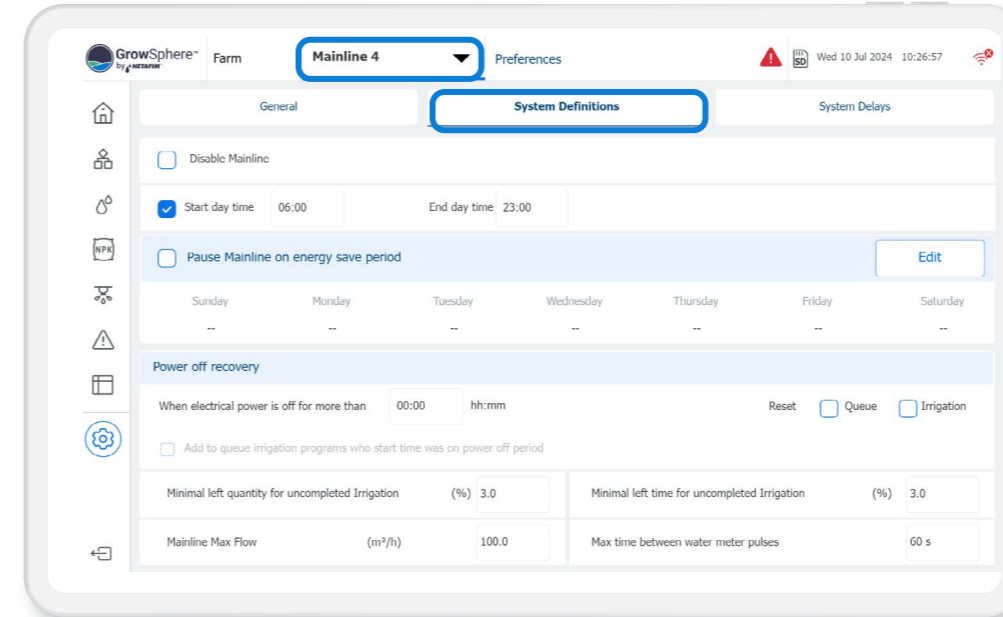 GrowSphere™ Farm Mainline 4 Preferences SD Wed 10 Jul 2024 10:26:57
by NETAFIM
General System Definitions System Delays
Disable Mainline
Start day time 06:00 End day time 23:00
NPK
Pause Mainline on energy save period Edit
Sunday Monday Tuesday Wednesday Thursday Friday Saturday
-- -- -- -- -- -- --
Power off recovery
When electrical power is off for more than 00:00 hh:mm Reset Queue Irrigation
Add to queue irrigation programs who start time was on power off period
Minimal left quantity for uncompleted Irrigation (%) 3.0 Minimal left time for uncompleted Irrigation (%) 3.0
Mainline Max Flow (m³/h) 100.0 Max time between water meter pulses 60 s